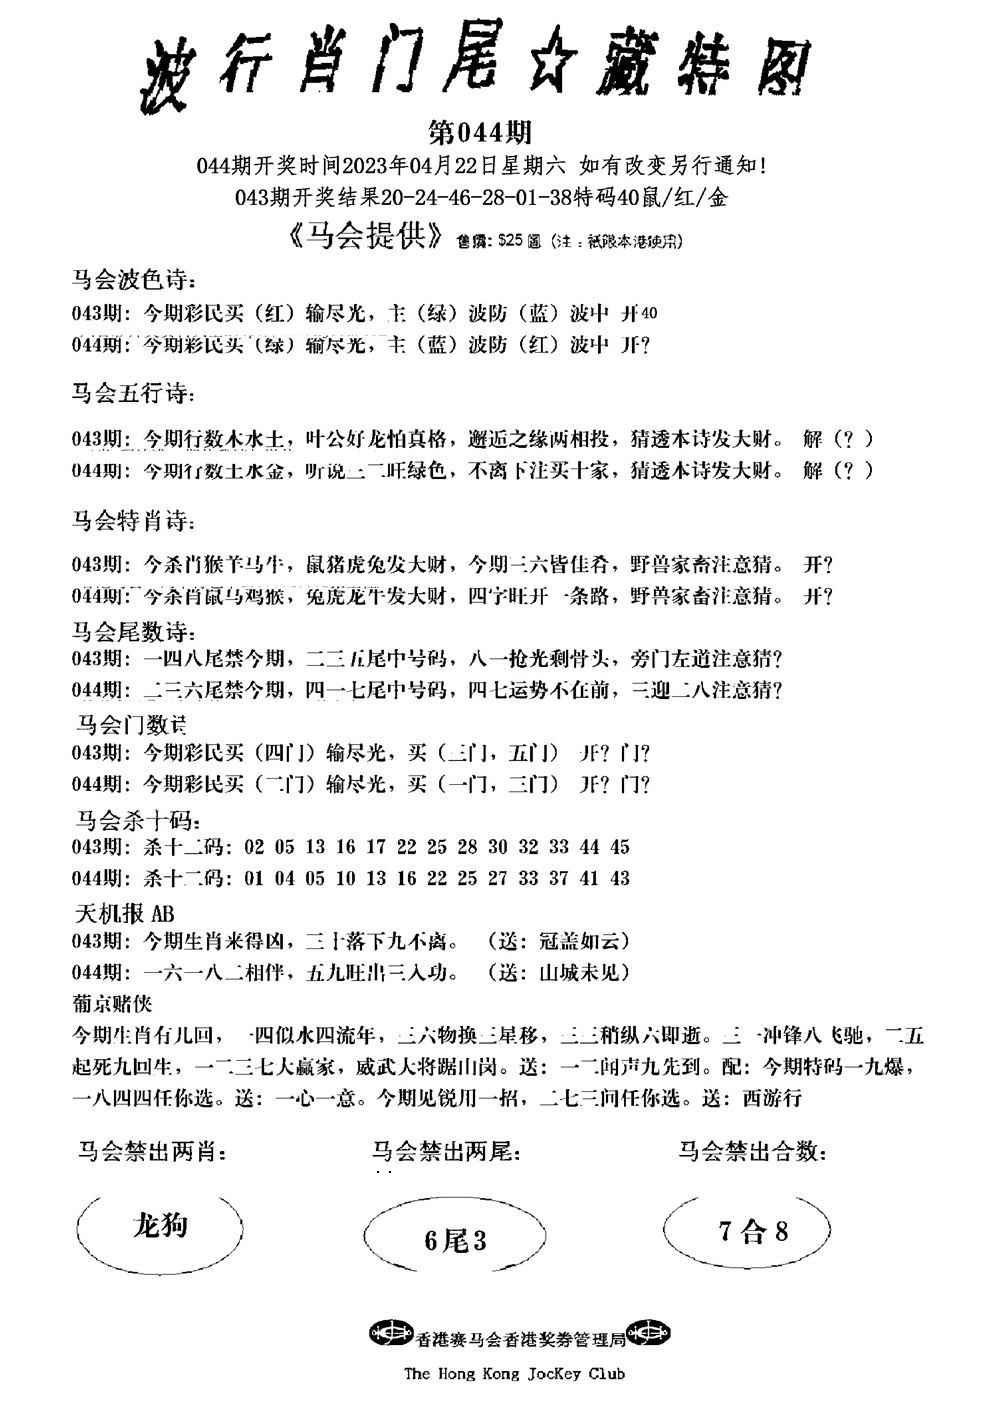 波行肖门尾☆藏特图
第044期
044期开奖时间2023年04月22日星期六 如有改变另行通知!
043期开奖结果20-24-46-28-01-38特码40鼠/红/金
《马会提供》售價: $25圓 (注:祗限本港使用)
马会波色诗:
043期: 今期彩民买（红）输尽光，主（绿）波防（蓝）波中 开40
044期: 今期彩民买（绿）输尽光，主（蓝）波防（红）波中 开?
马会五行诗:
043期: 今期行数木水土，叶公好龙怕真格，邂逅之缘两相投，猜透本诗发大财。 解（? ）
044期: 今期行数土水金，听说三二旺绿色，不离下注买十家，猜透本诗发大财。 解（? ）
马会特肖诗:
043期: 今杀肖猴羊马牛，鼠猪虎兔发大财，今期三六皆佳肴，野兽家畜注意猜。 开?
044期: 今杀肖鼠马鸡猴，兔虎龙牛发大财，四字旺开一条路，野兽家畜注意猜。 开?
马会尾数诗:
043期: 一四八尾禁今期，二三五尾中号码，八一抢光剩骨头，旁门左道注意猜?
044期: 二三六尾禁今期，四一七尾中号码，四七运势不在前，三迎二八注意猜?
马会门数诗
043期: 今期彩民买（四门）输尽光，买（三门，五门） 开? 门?
044期: 今期彩民买（二门）输尽光，买（一门，三门） 开? 门?
马会杀十码:
043期: 杀十二码: 02 05 13 16 17 22 25 28 30 32 33 44 45
044期: 杀十二码: 01 04 05 10 13 16 22 25 27 33 37 41 43
天机报 AB
043期: 今期生肖来得凶，三十落下九不离。 （送: 冠盖如云）
044期: 一六一八二相伴，五九旺出三入功。 （送: 山城未见）
葡京赌侠
今期生肖有几回，一四似水四流年，三六物换三星移，三三稍纵六即逝。三一冲锋八飞驰，二五
起死九回生，一二三七大赢家，威武大将踞山岗。送: 一二闻声九先到。配: 今期特码一九爆，
一八四四任你选。送: 一心一意。今期见锐用一招，二七三问任你选。送: 西游行
马会禁出两肖: 马会禁出两尾: 马会禁出合数:
龙狗 6尾3 7合8
香港赛马会香港奖券管理局
The Hong Kong JocKey Club